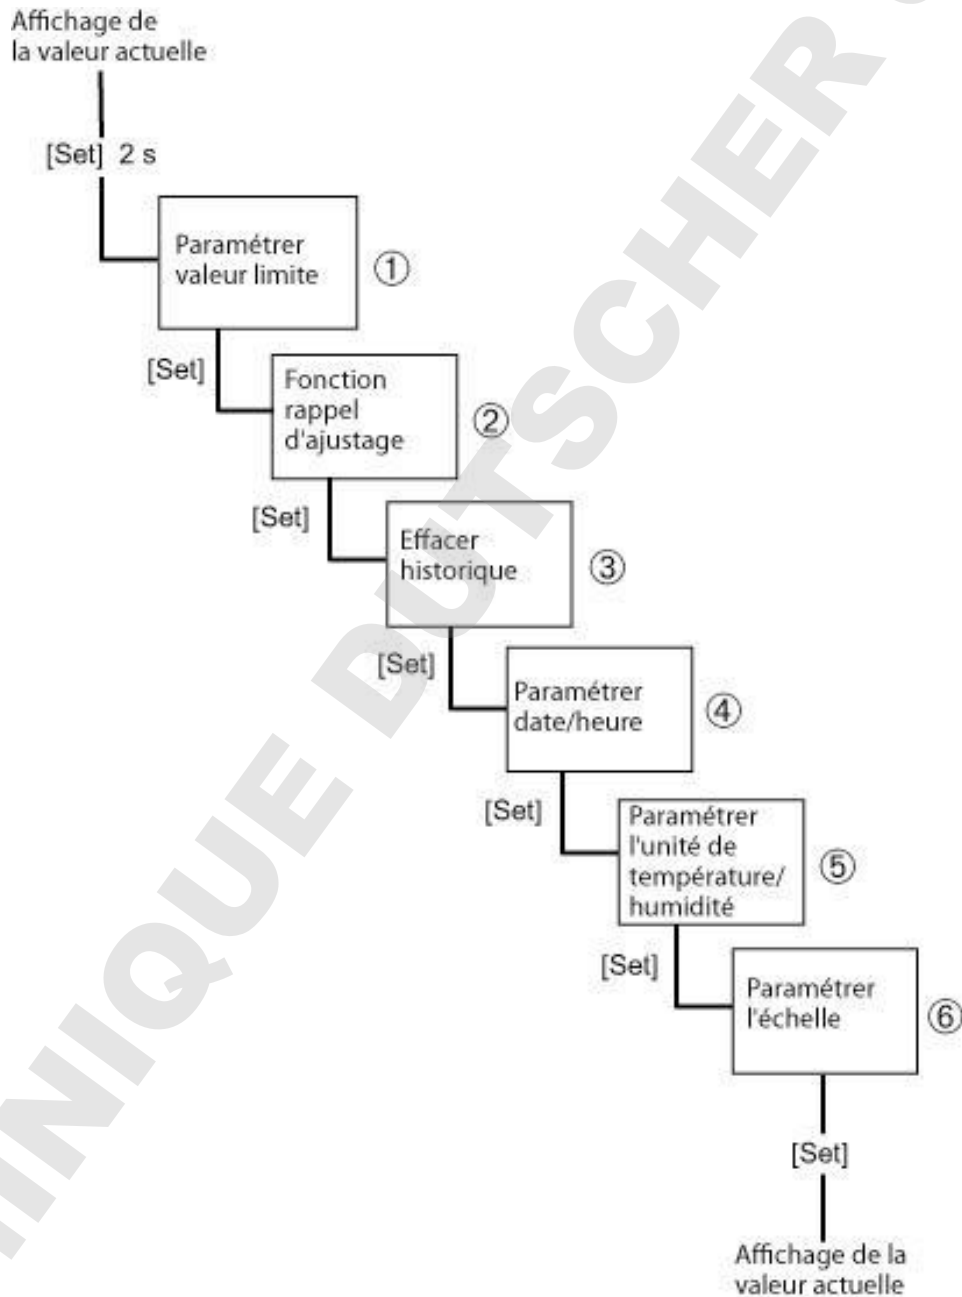 Affichage de
la valeur actuelle
[Set] 2 s
Paramétrer
valeur limite
①
[Set]
Fonction
rappel
d'ajustage
②
[Set]
Effacer
historique
③
[Set]
Paramétrer
date/heure
④
[Set]
Paramétrer
l'unité de
température/
humidité
⑤
[Set]
Paramétrer
l'échelle
⑥
[Set]
Affichage de la
valeur actuelle
HNIQUE DUTSCHER